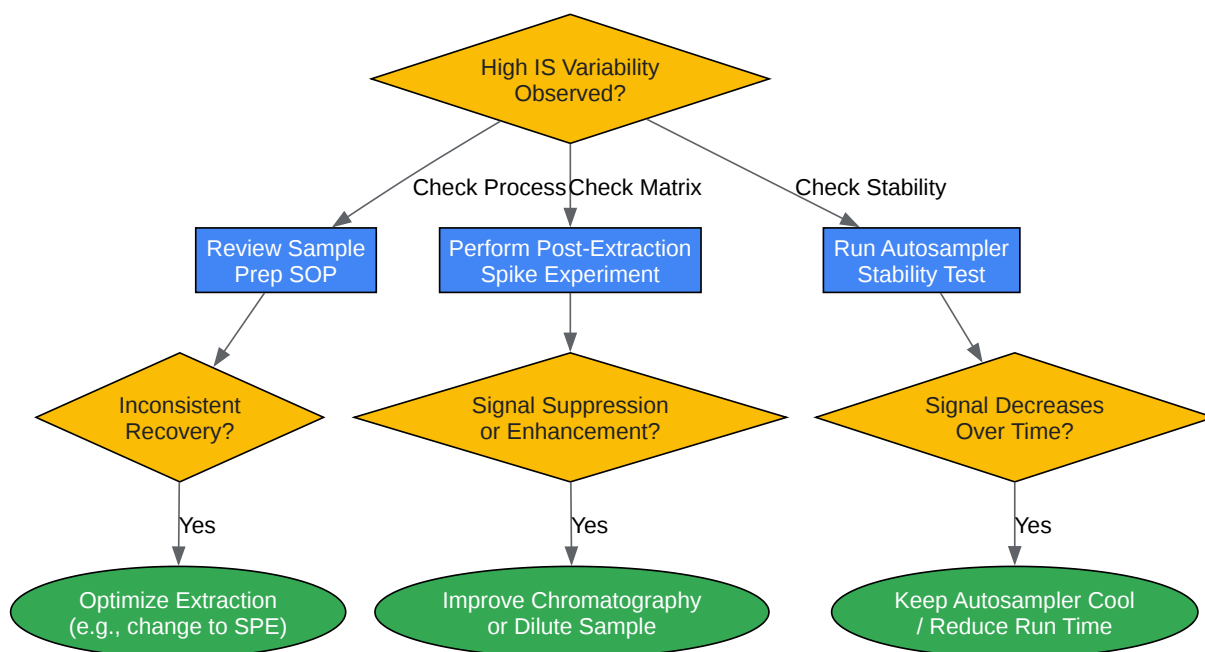 High IS Variability
Observed?
Check Process
Check Matrix
Check Stability
Review Sample
Prep SOP
Perform Post-Extraction
Spike Experiment
Run Autosampler
Stability Test
Inconsistent
Recovery?
Signal Suppression
or Enhancement?
Signal Decreases
Over Time?
Yes
Yes
Yes
Optimize Extraction
(e.g., change to SPE)
Improve Chromatography
or Dilute Sample
Keep Autosampler Cool
/ Reduce Run Time